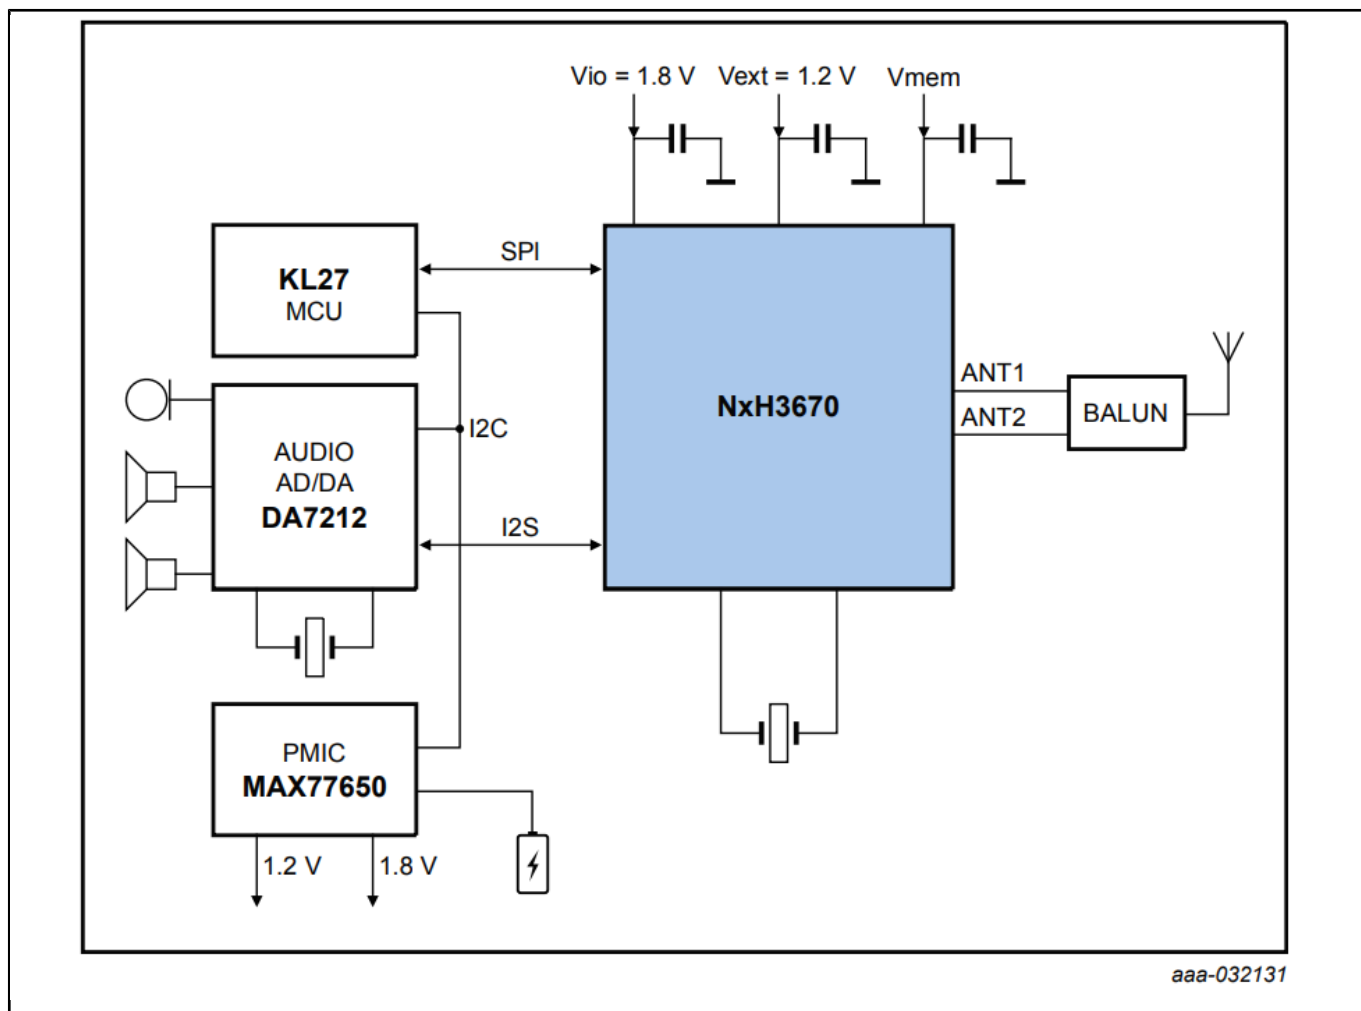 Vio = 1.8 V
Vext = 1.2 V
Vmem
KL27
MCU
SPI
NxH3670
ANT1
ANT2
BALUN
I2C
AUDIO
AD/DA
DA7212
I2S
PMIC
MAX77650
1.2 V
1.8 V
aaa-032131